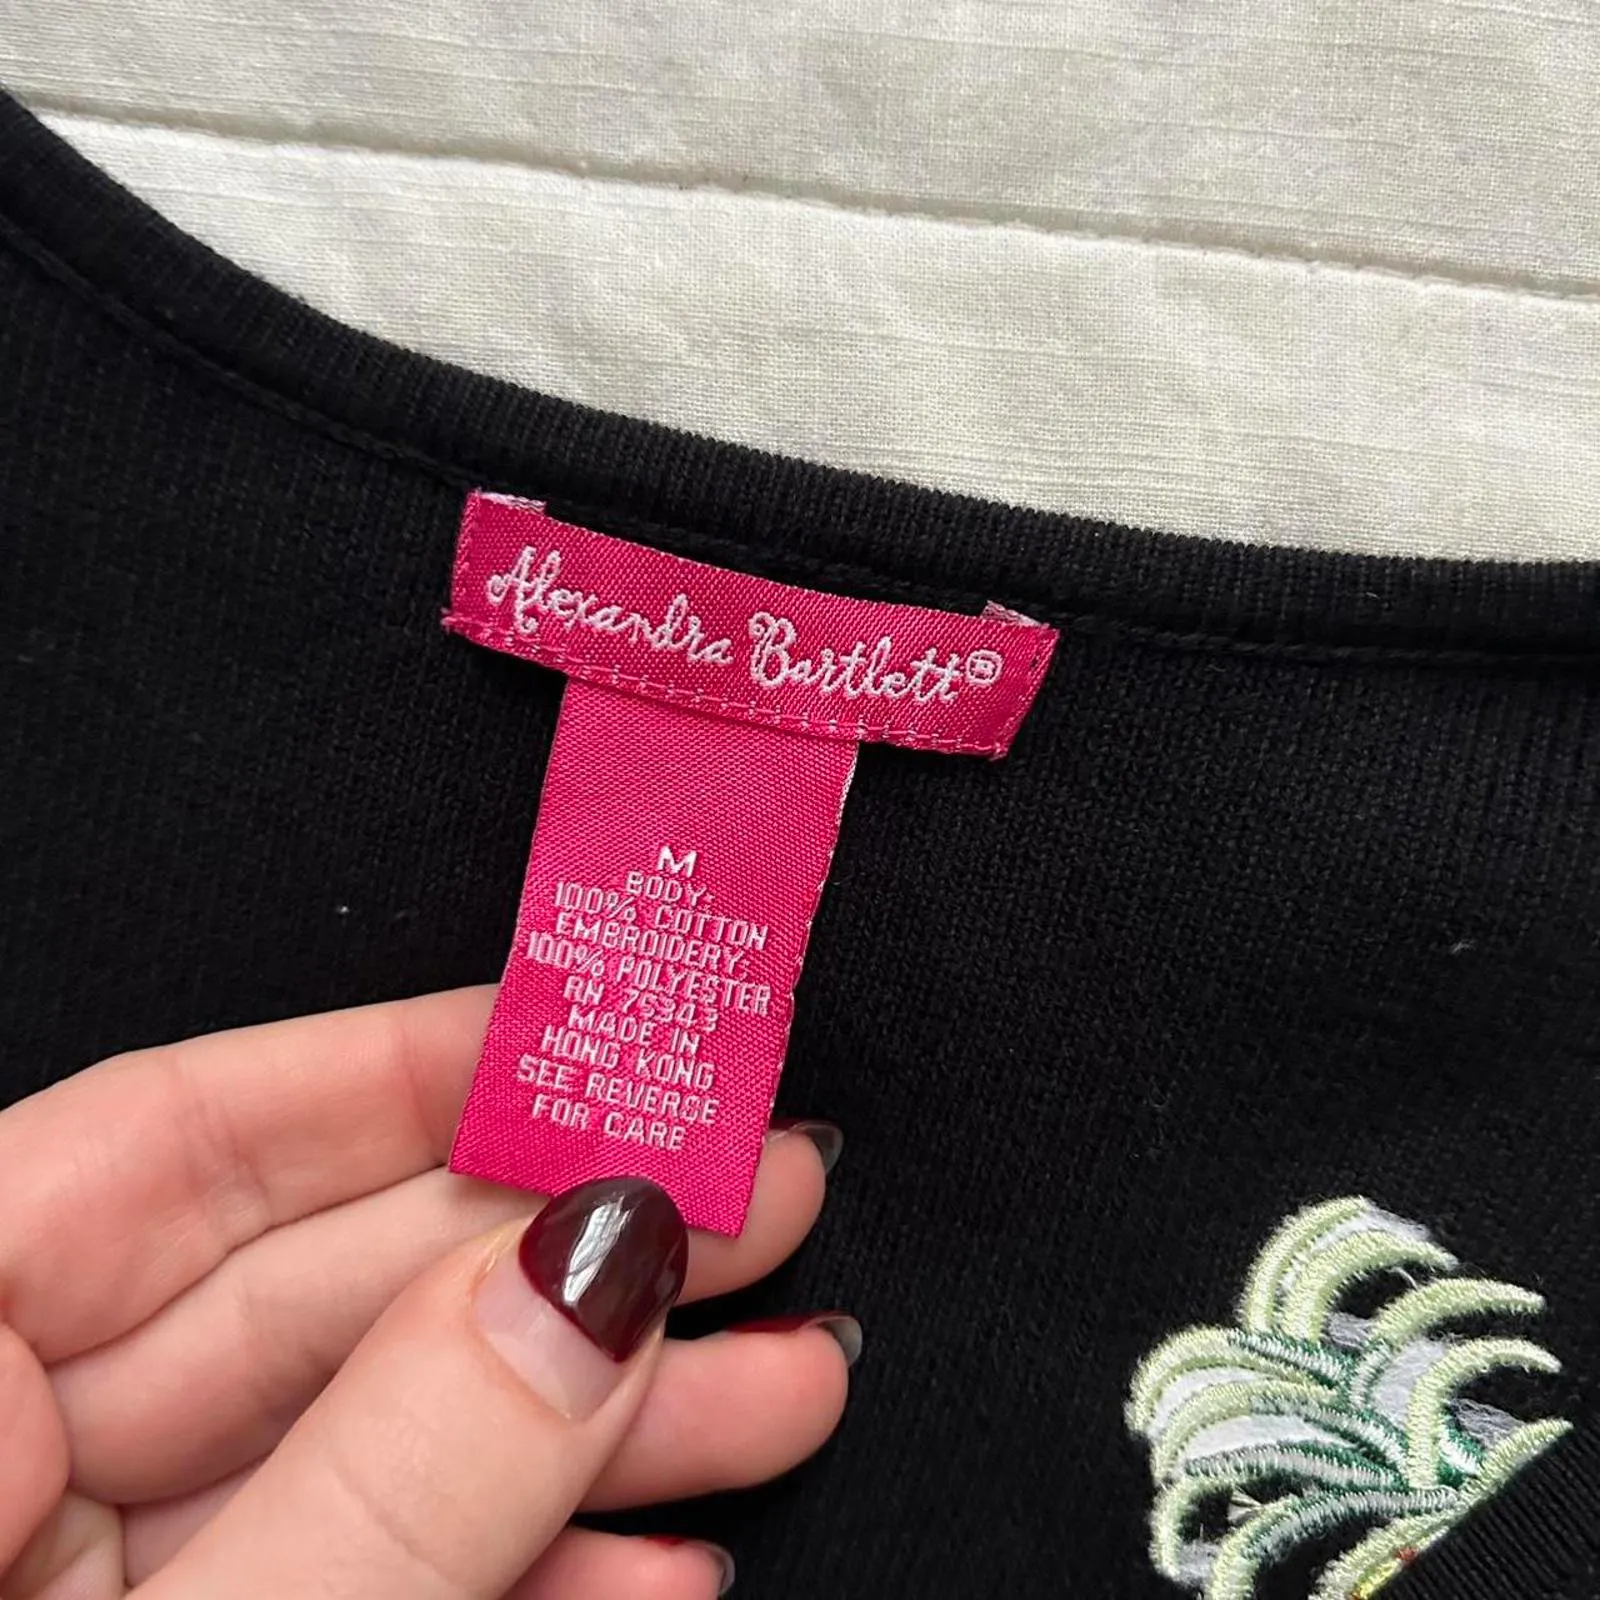 Alexandra Bartlett®
M
BODY:
100% COTTON
EMBROIDERY:
100% POLYESTER
RN 75343
MADE IN
HONG KONG
SEE REVERSE
FOR CARE